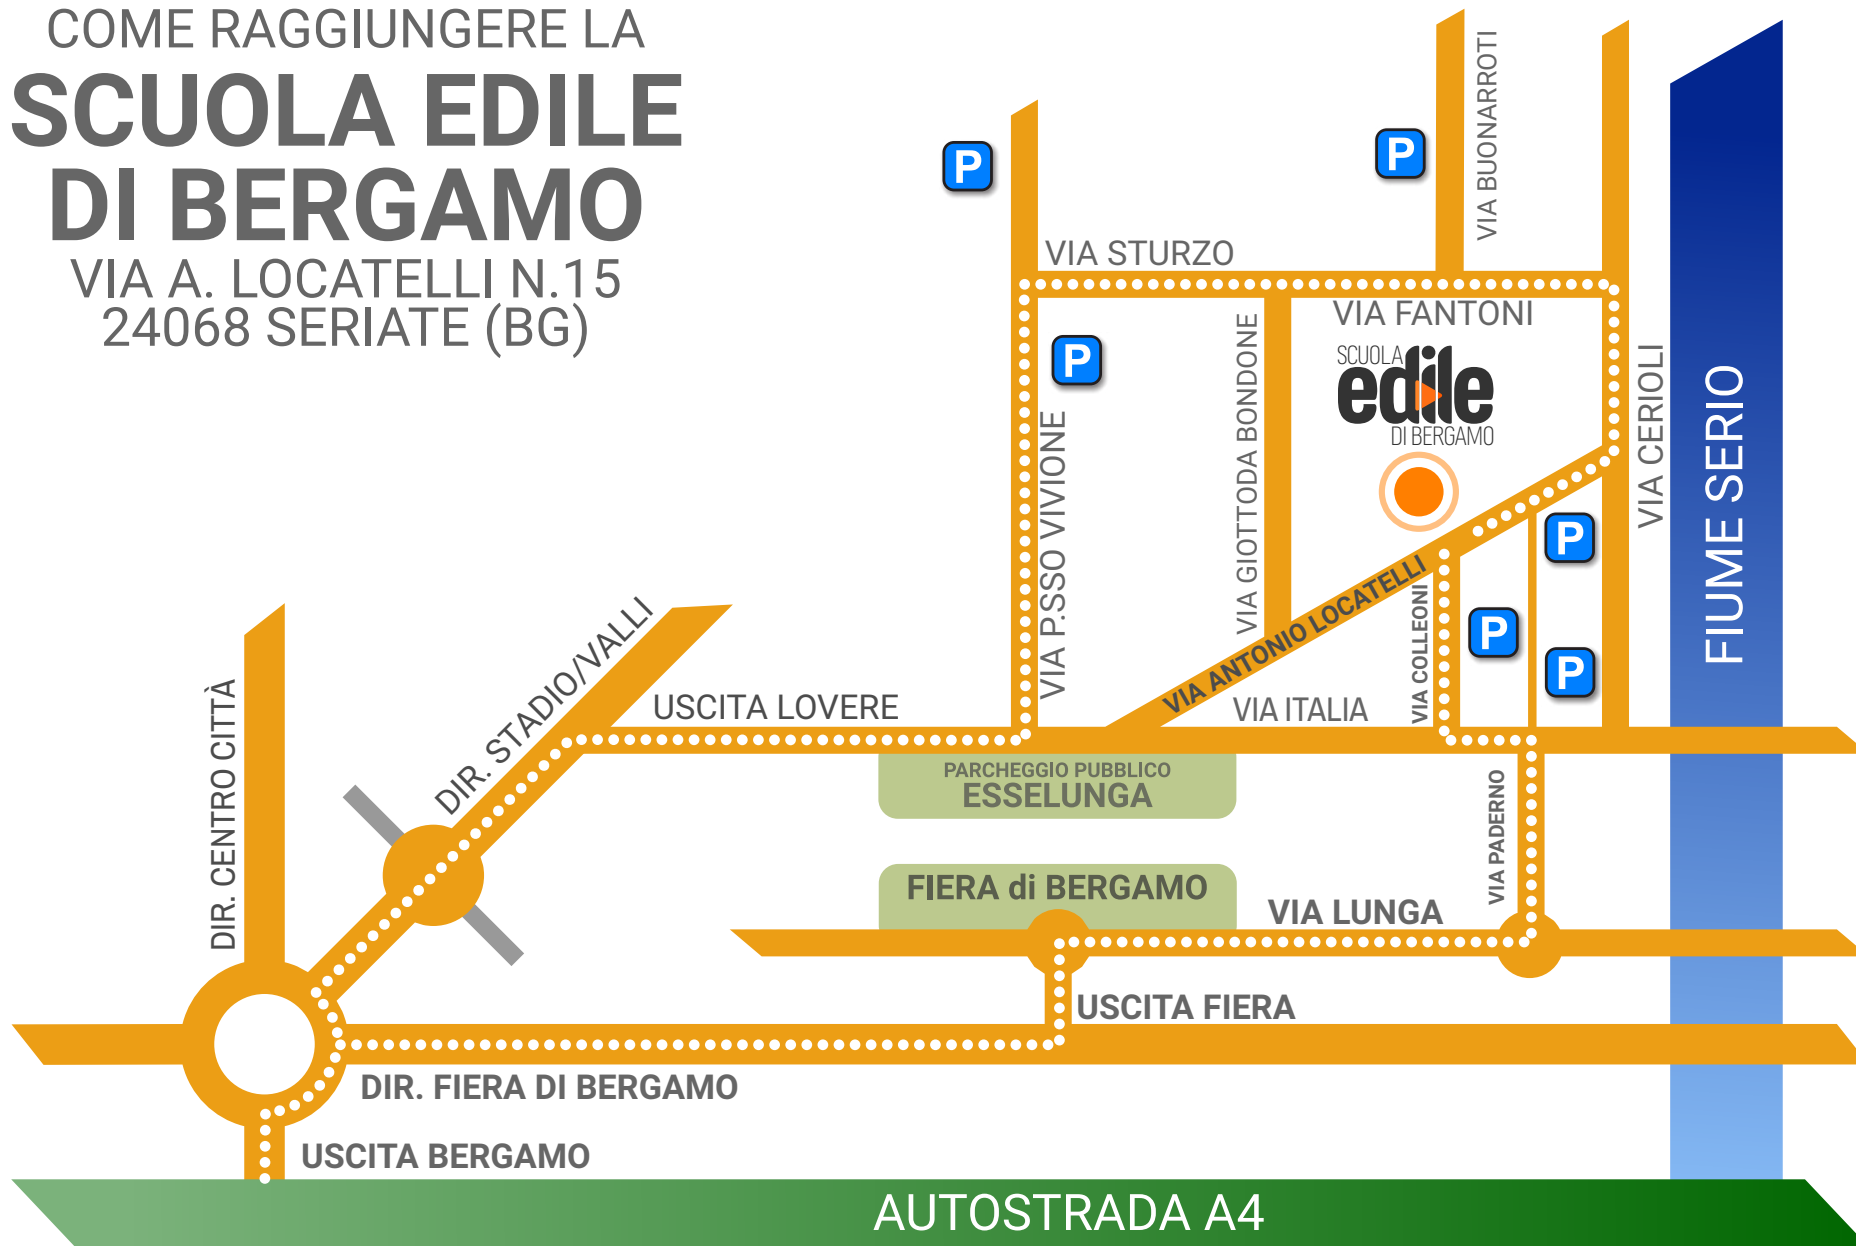 COME RAGGIUNGERE LA
SCUOLA EDILE
DI BERGAMO
VIA A. LOCATELLI N.15
24068 SERIATE (BG)
P
P
VIA BUONARROTI
VIA STURZO
VIA FANTONI
P
SCUOLA
edile
DI BERGAMO
VIA P.SSO VIVIONE
VIA GIOTTODA BONDONE
VIA CERIOLI
FIUME SERIO
P
P
P
VIA ANTONIO LOCATELLI
VIA COLLEONI
VIA ITALIA
DIR. CENTRO CITTÀ
DIR. STADIO/VALLI
USCITA LOVERE
PARCHEGGIO PUBBLICO
ESSELUNGA
VIA PADERNO
FIERA di BERGAMO
VIA LUNGA
USCITA FIERA
DIR. FIERA DI BERGAMO
USCITA BERGAMO
AUTOSTRADA A4